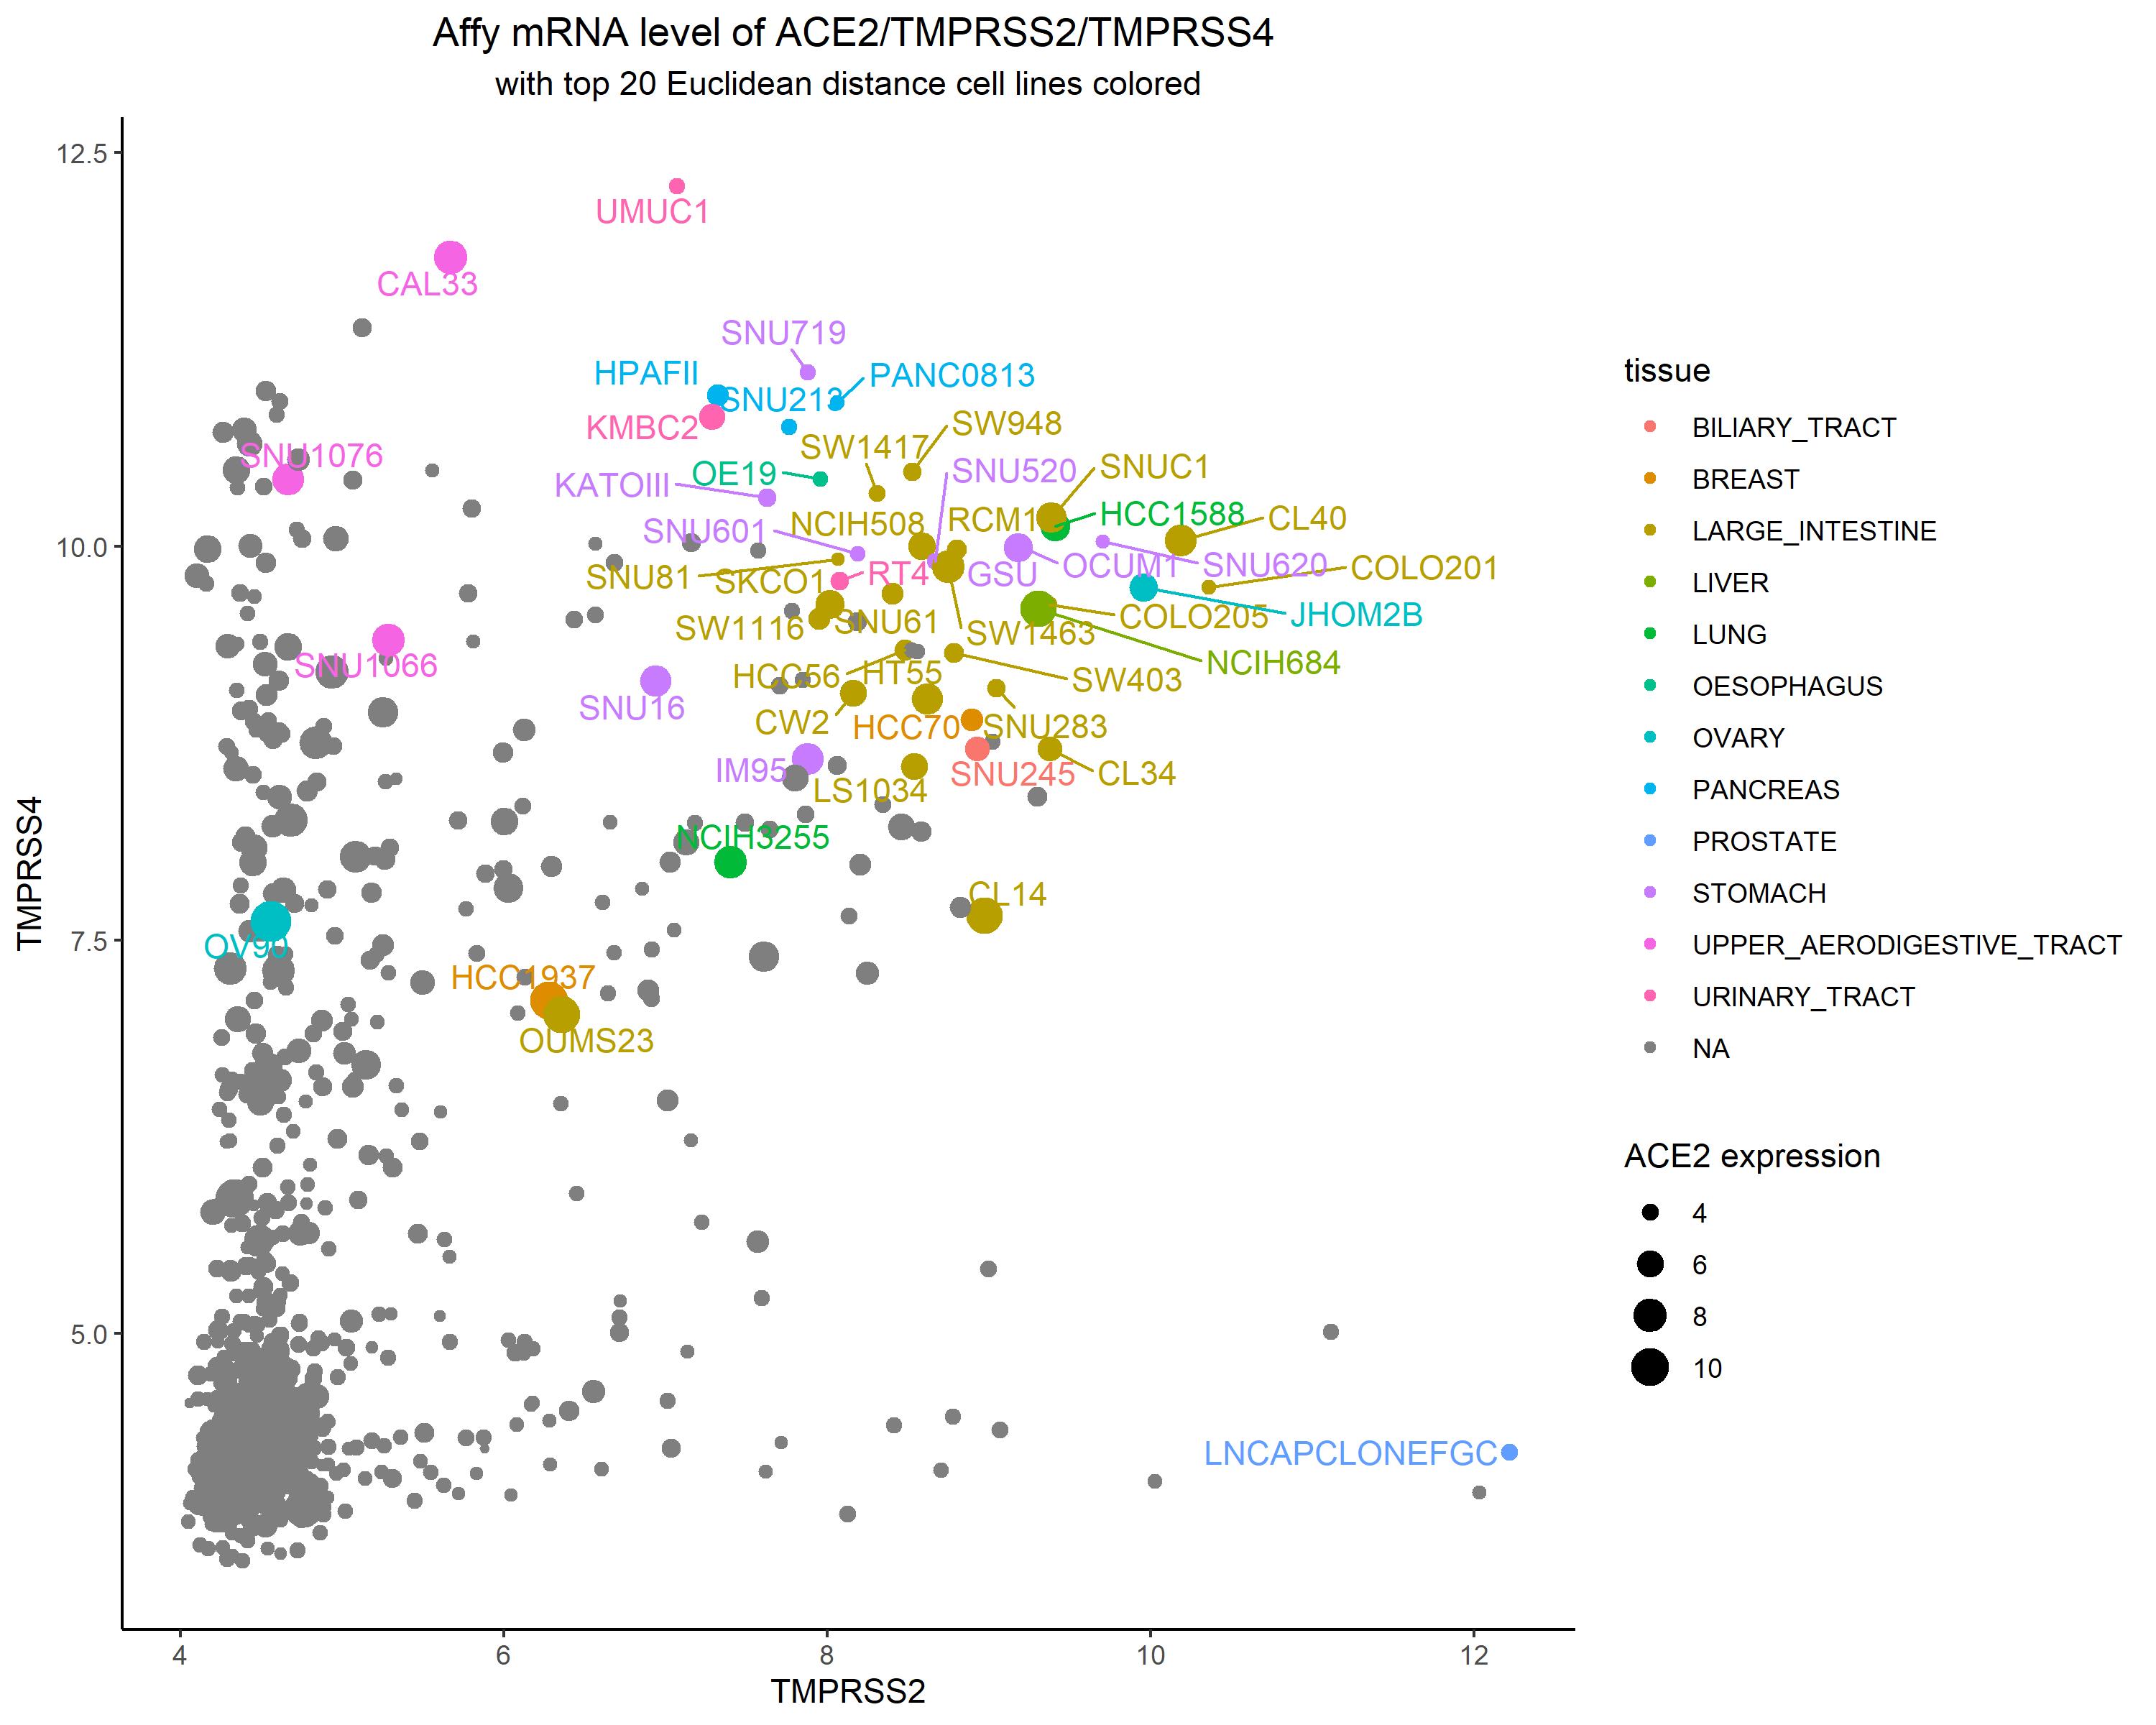 Affy mRNA level of ACE2/TMPRSS2/TMPRSS4
with top 20 Euclidean distance cell lines colored
TMPRSS4
12.5
10.0
7.5
5.0
4 6 8 10 12
TMPRSS2
UMUC1
CAL33
SNU719
HPAFII
PANC0813
SNU213
KMBC2
SW948
SW1417
SNU1076
OE19
SNU520
SNUC1
KATOIII
SNU601
NCIH508
RCM1
HCC1588
CL40
SNU81
SKCO1
RT4
GSU
OCUM1
SNU620
COLO201
SW1116
SNU61
SW1463
COLO205
JHOM2B
SNU1066
HCC56
HT55
SW403
NCIH684
SNU16
CW2
HCC70
SNU283
IM95
LS1034
SNU245
CL34
NCIH3255
CL14
OV90
HCC1937
OUMS23
LNCAPCLONEFGC
tissue
BILIARY_TRACT
BREAST
LARGE_INTESTINE
LIVER
LUNG
OESOPHAGUS
OVARY
PANCREAS
PROSTATE
STOMACH
UPPER_AERODIGESTIVE_TRACT
URINARY_TRACT
NA
ACE2 expression
4
6
8
10